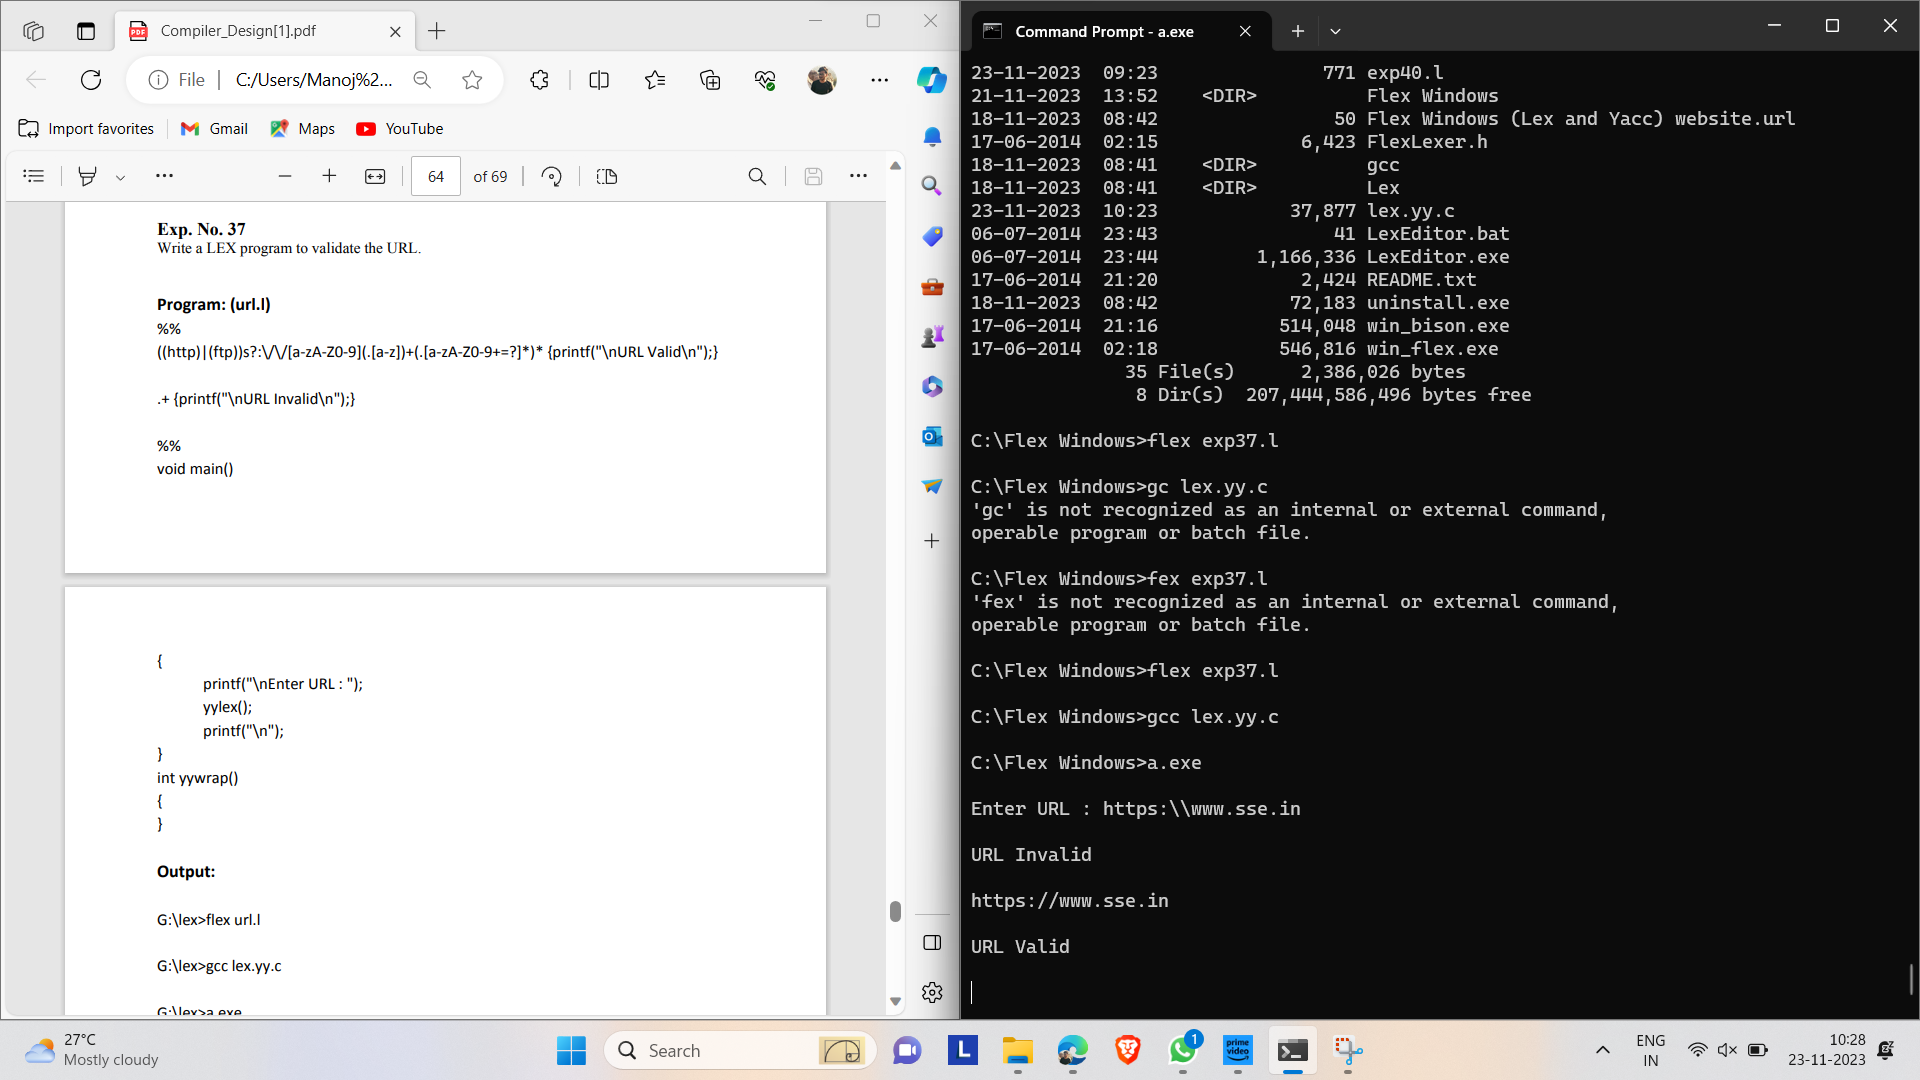 Compiler_Design[1].pdf
File
C:/Users/Manoj%2...
Import favorites
Gmail
Maps
YouTube
64
of 69
Exp. No. 37
Write a LEX program to validate the URL.
Program: (url.l)
%%
((http)|(ftp))s?:\/\/[a-zA-Z0-9](.[a-z])+(.[a-zA-Z0-9+=?]*)* {printf("\nURL Valid\n");}
.+ {printf("\nURL Invalid\n");}
%%
void main()
{
printf("\nEnter URL : ");
yylex();
printf("\n");
}
int yywrap()
{
}
Output:
G:\lex>flex url.l
G:\lex>gcc lex.yy.c
G:\lex>a.exe
Command Prompt - a.exe
23-11-2023  09:23               771 exp40.l
21-11-2023  13:52    <DIR>          Flex Windows
18-11-2023  08:42                50 Flex Windows (Lex and Yacc) website.url
17-06-2014  02:15             6,423 FlexLexer.h
18-11-2023  08:41    <DIR>          gcc
18-11-2023  08:41    <DIR>          Lex
23-11-2023  10:23            37,877 lex.yy.c
06-07-2014  23:43                41 LexEditor.bat
06-07-2014  23:44         1,166,336 LexEditor.exe
17-06-2014  21:20             2,424 README.txt
18-11-2023  08:42            72,183 uninstall.exe
17-06-2014  21:16           514,048 win_bison.exe
17-06-2014  02:18           546,816 win_flex.exe
35 File(s)      2,386,026 bytes
8 Dir(s)  207,444,586,496 bytes free
C:\Flex Windows>flex exp37.l
C:\Flex Windows>gc lex.yy.c
'gc' is not recognized as an internal or external command,
operable program or batch file.
C:\Flex Windows>fex exp37.l
'fex' is not recognized as an internal or external command,
operable program or batch file.
C:\Flex Windows>flex exp37.l
C:\Flex Windows>gcc lex.yy.c
C:\Flex Windows>a.exe
Enter URL : https:\\www.sse.in
URL Invalid
https://www.sse.in
URL Valid
27°C
Mostly cloudy
Search
L
prime video
1
ENG
IN
10:28
23-11-2023